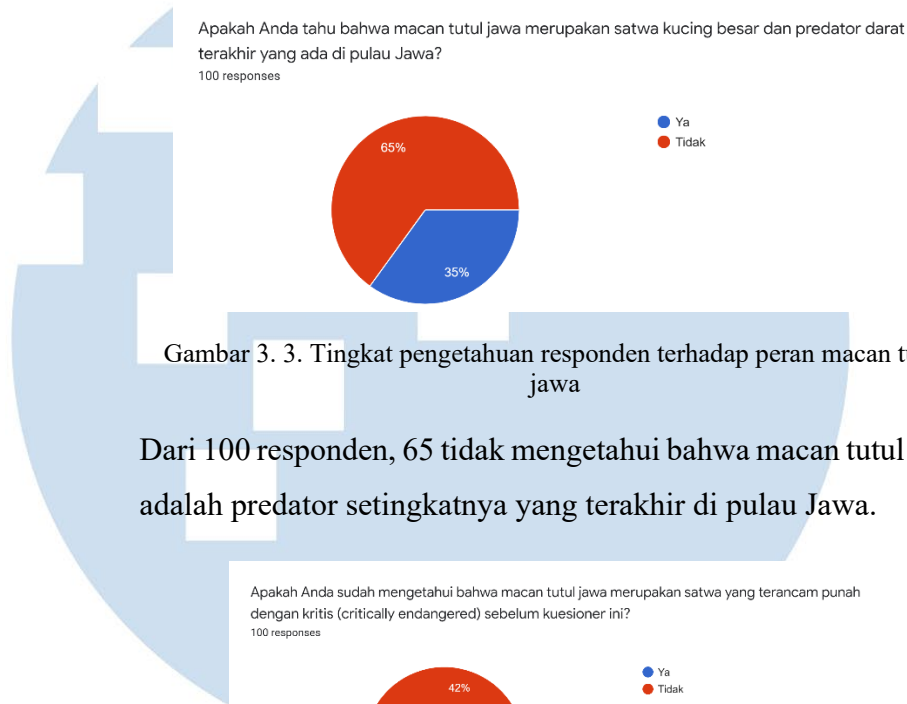 Apakah Anda tahu bahwa macan tutul jawa merupakan satwa kucing besar dan predator darat
terakhir yang ada di pulau Jawa?
100 responses
Ya
Tidak
65%
35%
Gambar 3. 3. Tingkat pengetahuan responden terhadap peran macan
jawa
Dari 100 responden, 65 tidak mengetahui bahwa macan tutul
adalah predator setingkatnya yang terakhir di pulau Jawa.
Apakah Anda sudah mengetahui bahwa macan tutul jawa merupakan satwa yang terancam punah
dengan kritis (critically endangered) sebelum kuesioner ini?
100 responses
Ya
Tidak
42%